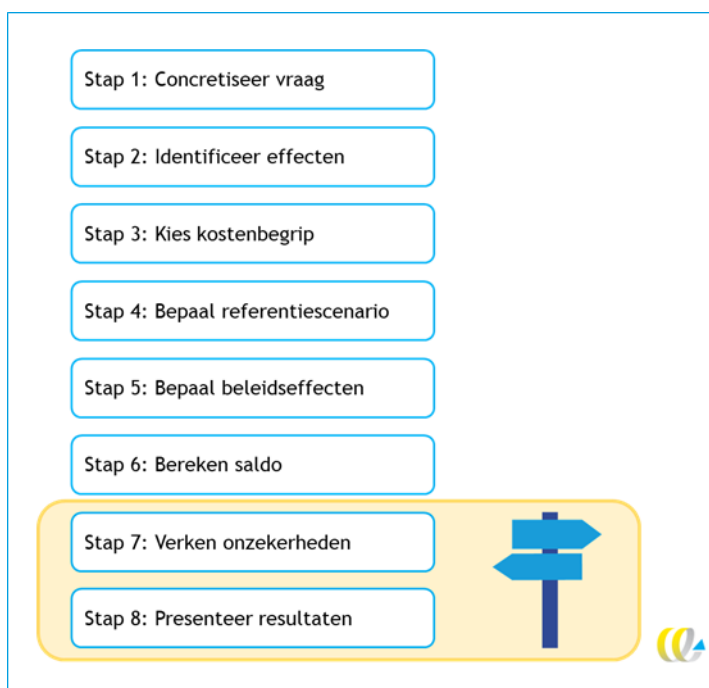 Stap 1: Concretiseer vraag
Stap 2: Identificeer effecten
Stap 3: Kies kostenbegrip
Stap 4: Bepaal referentiescenario
Stap 5: Bepaal beleidseffecten
Stap 6: Bereken saldo
Stap 7: Verken onzekerheden
Stap 8: Presenteer resultaten